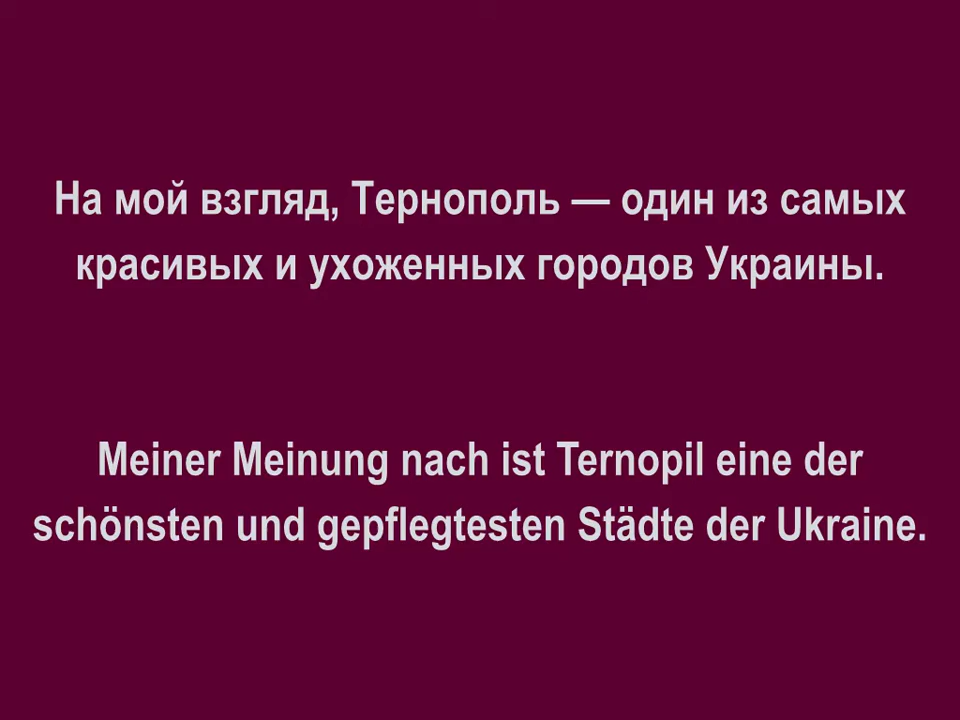 На мой взгляд, Тернополь — один из самых
красивых и ухоженных городов Украины.
Meiner Meinung nach ist Ternopil eine der
schönsten und gepflegtesten Städte der Ukraine.